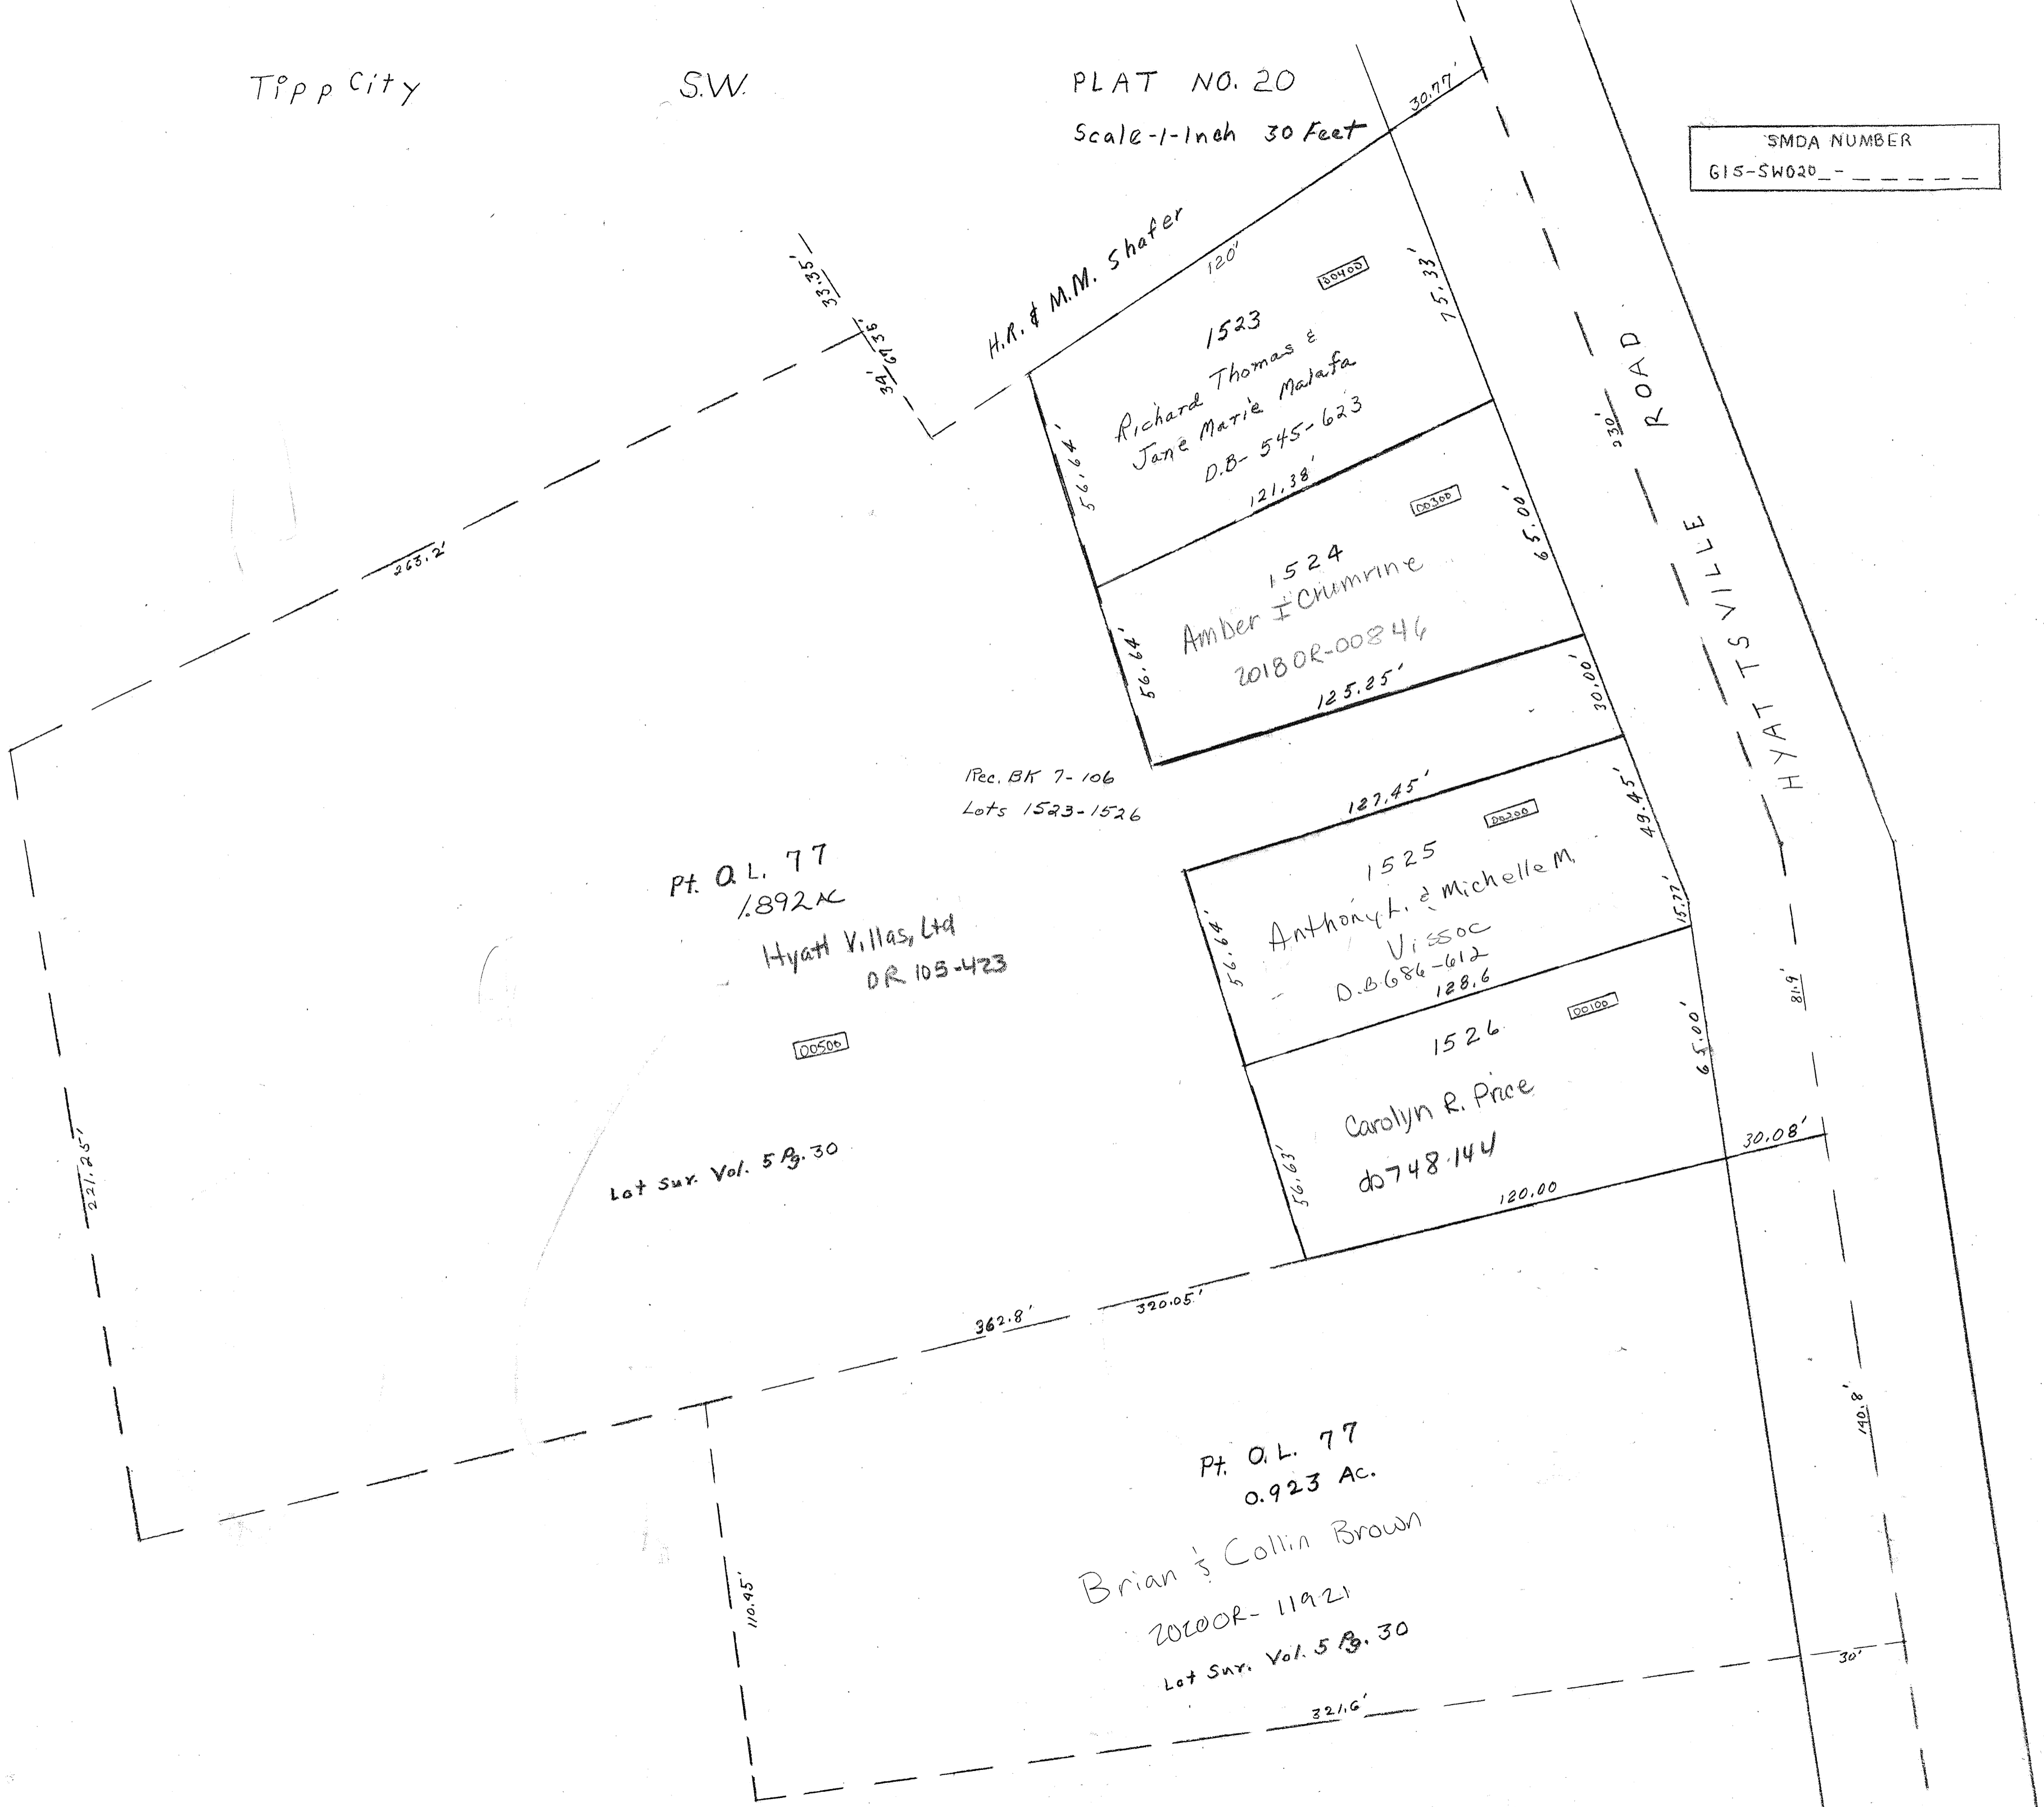 Tipp City
S.W.
PLAT NO. 20
Scale-1-Inch 30 Feet
SMDA NUMBER
G15-SW020_-_ _ _ _ _ _
30.77'
H.R. & M.M. Shafer
120'
33.35'
67.35'
34'
00400
75.33'
1523
Richard Thomas &
Jane Marie Malafa
D.B- 545-623
56.64'
121.38'
230'
HYATTSVILLE ROAD
263.2'
00300
65.00'
1524
Amber I Crumrine
2018OR-00846
56.64'
125.25'
30.00'
Rec. BK 7-106
Lots 1523-1526
127.45'
00200
49.45'
15.77'
1525
Anthony L. & Michelle M.
Vissoc
D.B.686-612
56.64'
128.6
Pt. O.L. 77
1.892 AC
Hyatt Villas, Ltd
OR 105-423
00500
Lot Sur. Vol. 5 Pg. 30
221.25'
81.9'
00100
1526
65.00'
Carolyn R. Price
db748-144
56.63'
120.00
30.08'
362.8'
320.05'
140.8'
Pt. O.L. 77
0.923 Ac.
Brian & Collin Brown
2020OR-11921
Lot Sur. Vol. 5 Pg. 30
110.45'
321.6'
30'